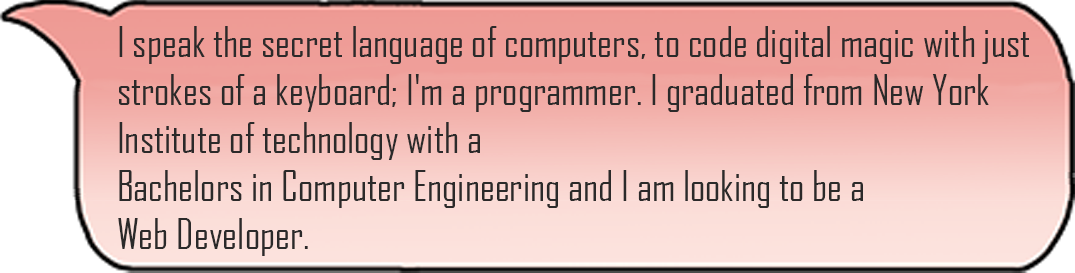 I speak the secret language of computers, to code digital magic with just
strokes of a keyboard; I'm a programmer. I graduated from New York
Institute of technology with a
Bachelors in Computer Engineering and I am looking to be a
Web Developer.